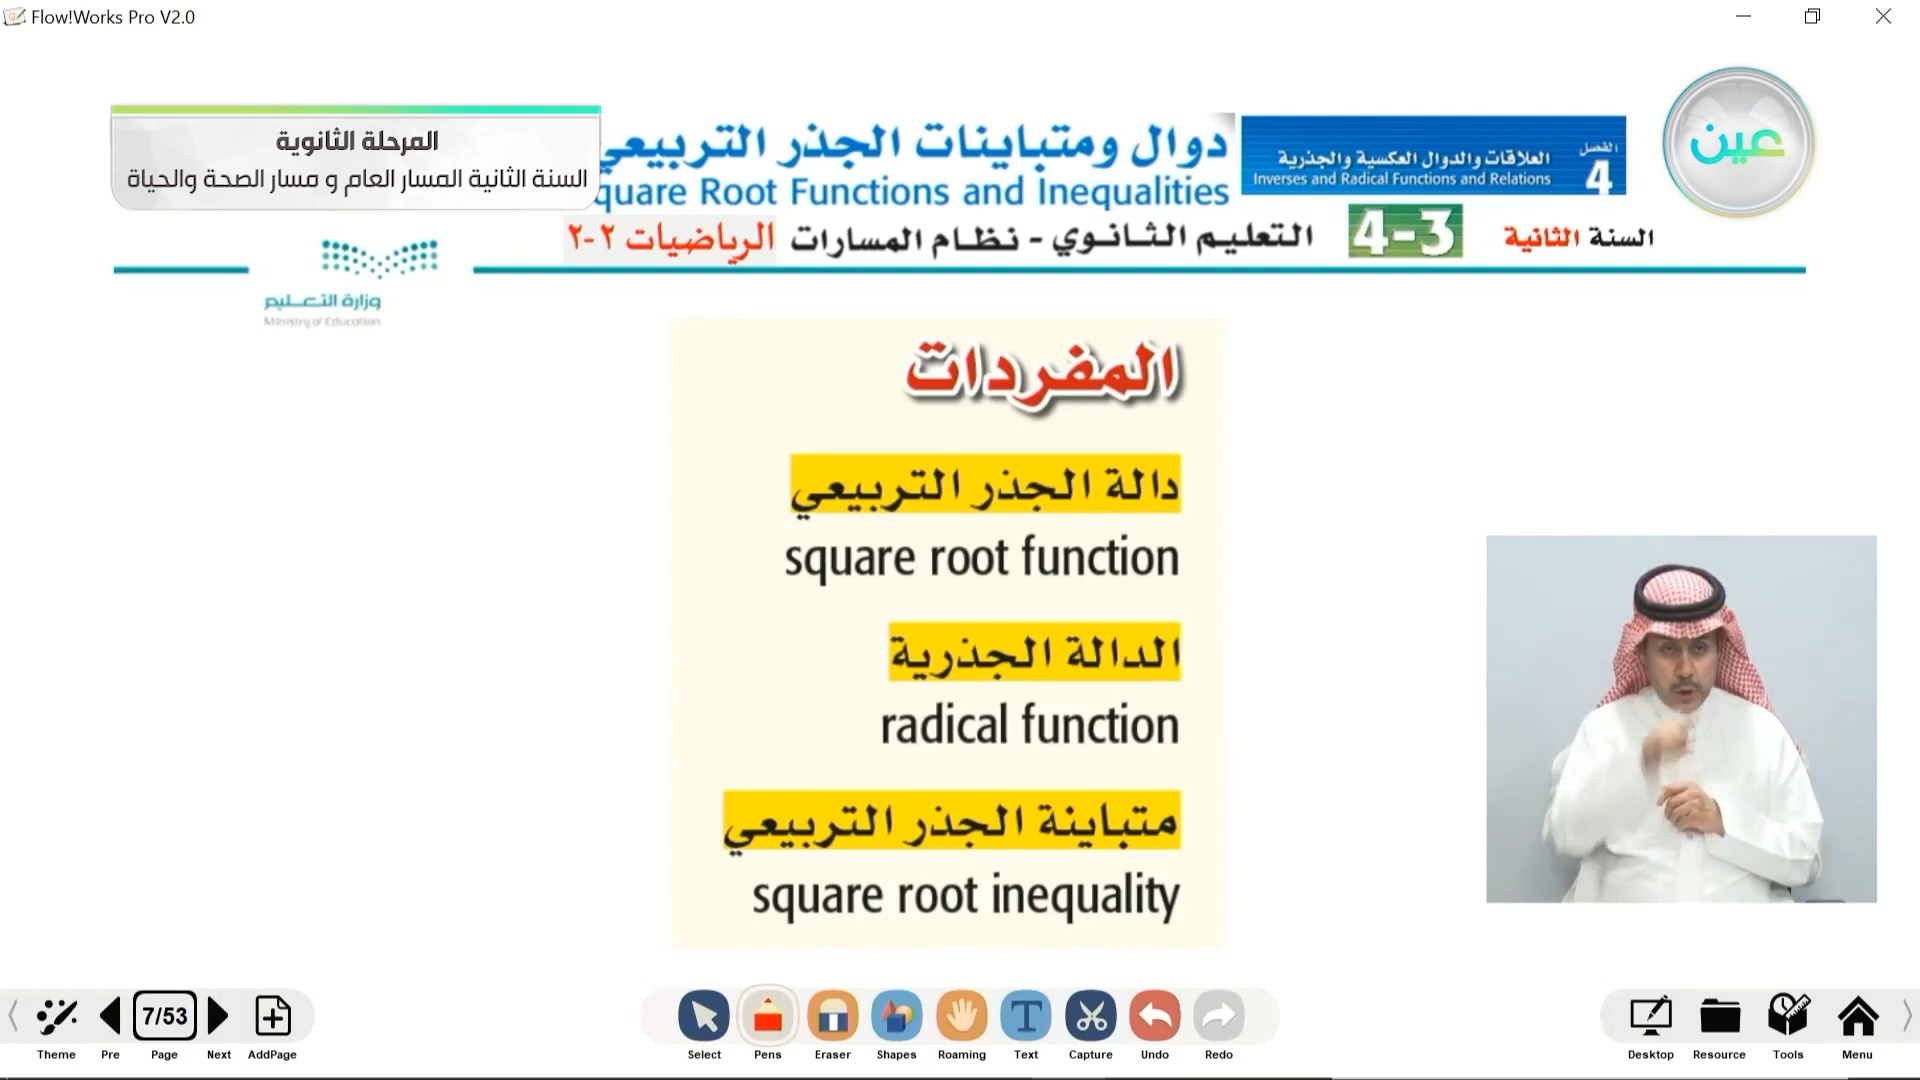 Flow!Works Pro V2.0
عين
الفصل 4
العلاقات والدوال العكسية والجذرية
Inverses and Radical Functions and Relations
دوال ومتباينات الجذر التربيعي
quare Root Functions and Inequalities
المرحلة الثانوية
السنة الثانية المسار العام و مسار الصحة والحياة
السنة الثانية
4-3
التعليم الثانوي - نظام المسارات الرياضيات ٢-٢
وزارة التعليم
Ministry of Education
المفردات
دالة الجذر التربيعي
square root function
الدالة الجذرية
radical function
متباينة الجذر التربيعي
square root inequality
7/53
Theme Pre Page Next AddPage
Select Pens Eraser Shapes Roaming Text Capture Undo Redo
Desktop Resource Tools Menu